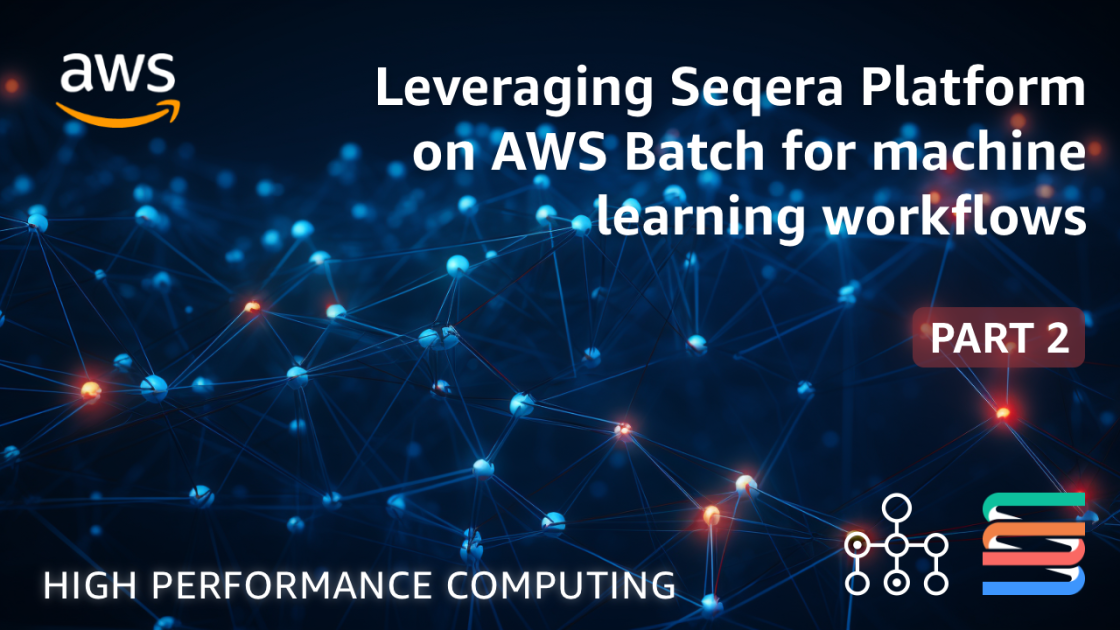 aws
Leveraging Seqera Platform
on AWS Batch for machine
learning workflows
PART 2
HIGH PERFORMANCE COMPUTING